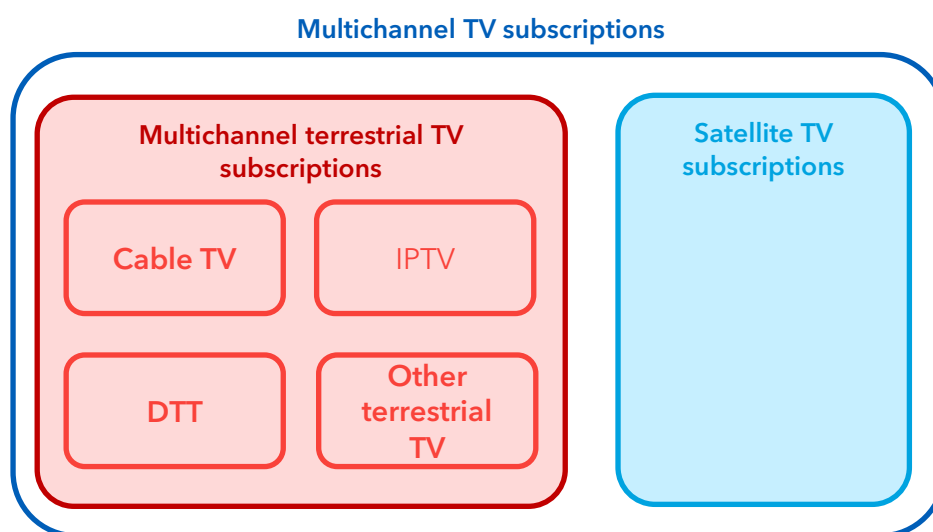 Multichannel TV subscriptions
Multichannel terrestrial TV
subscriptions
Satellite TV
subscriptions
Cable TV
IPTV
DTT
Other
terrestrial
TV